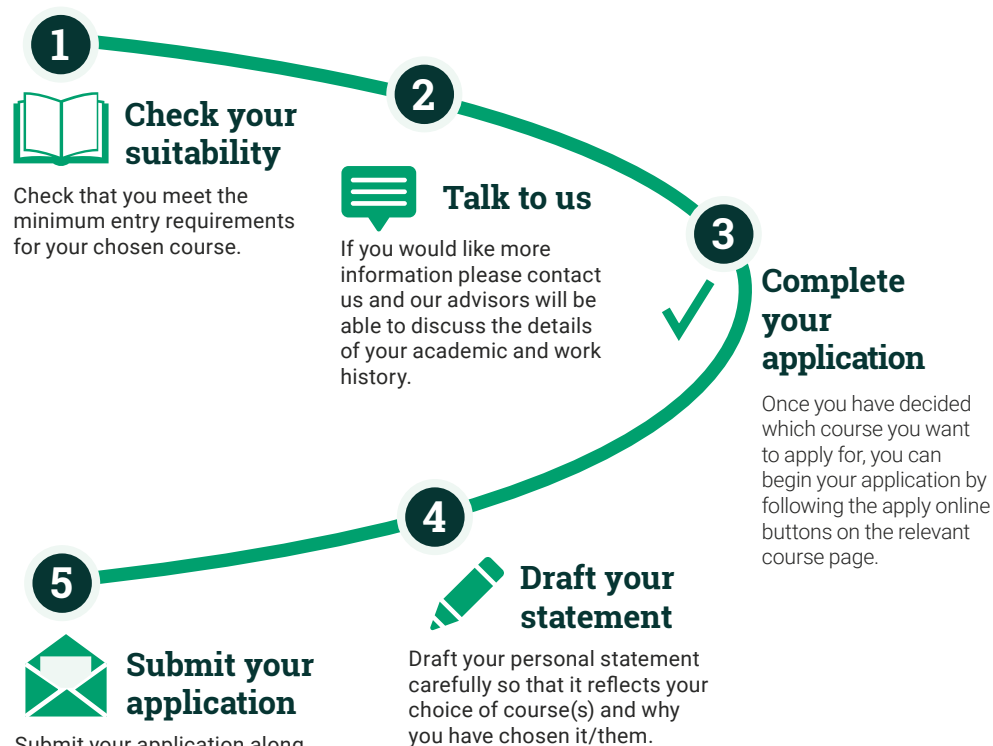 1
Check your
suitability
Check that you meet the
minimum entry requirements
for your chosen course.
2
Talk to us
If you would like more
information please contact
us and our advisors will be
able to discuss the details
of your academic and work
history.
3
Complete
your
application
Once you have decided
which course you want
to apply for, you can
begin your application by
following the apply online
buttons on the relevant
course page.
4
Draft your
statement
Draft your personal statement
carefully so that it reflects your
choice of course(s) and why
you have chosen it/them.
5
Submit your
application
Submit your application along